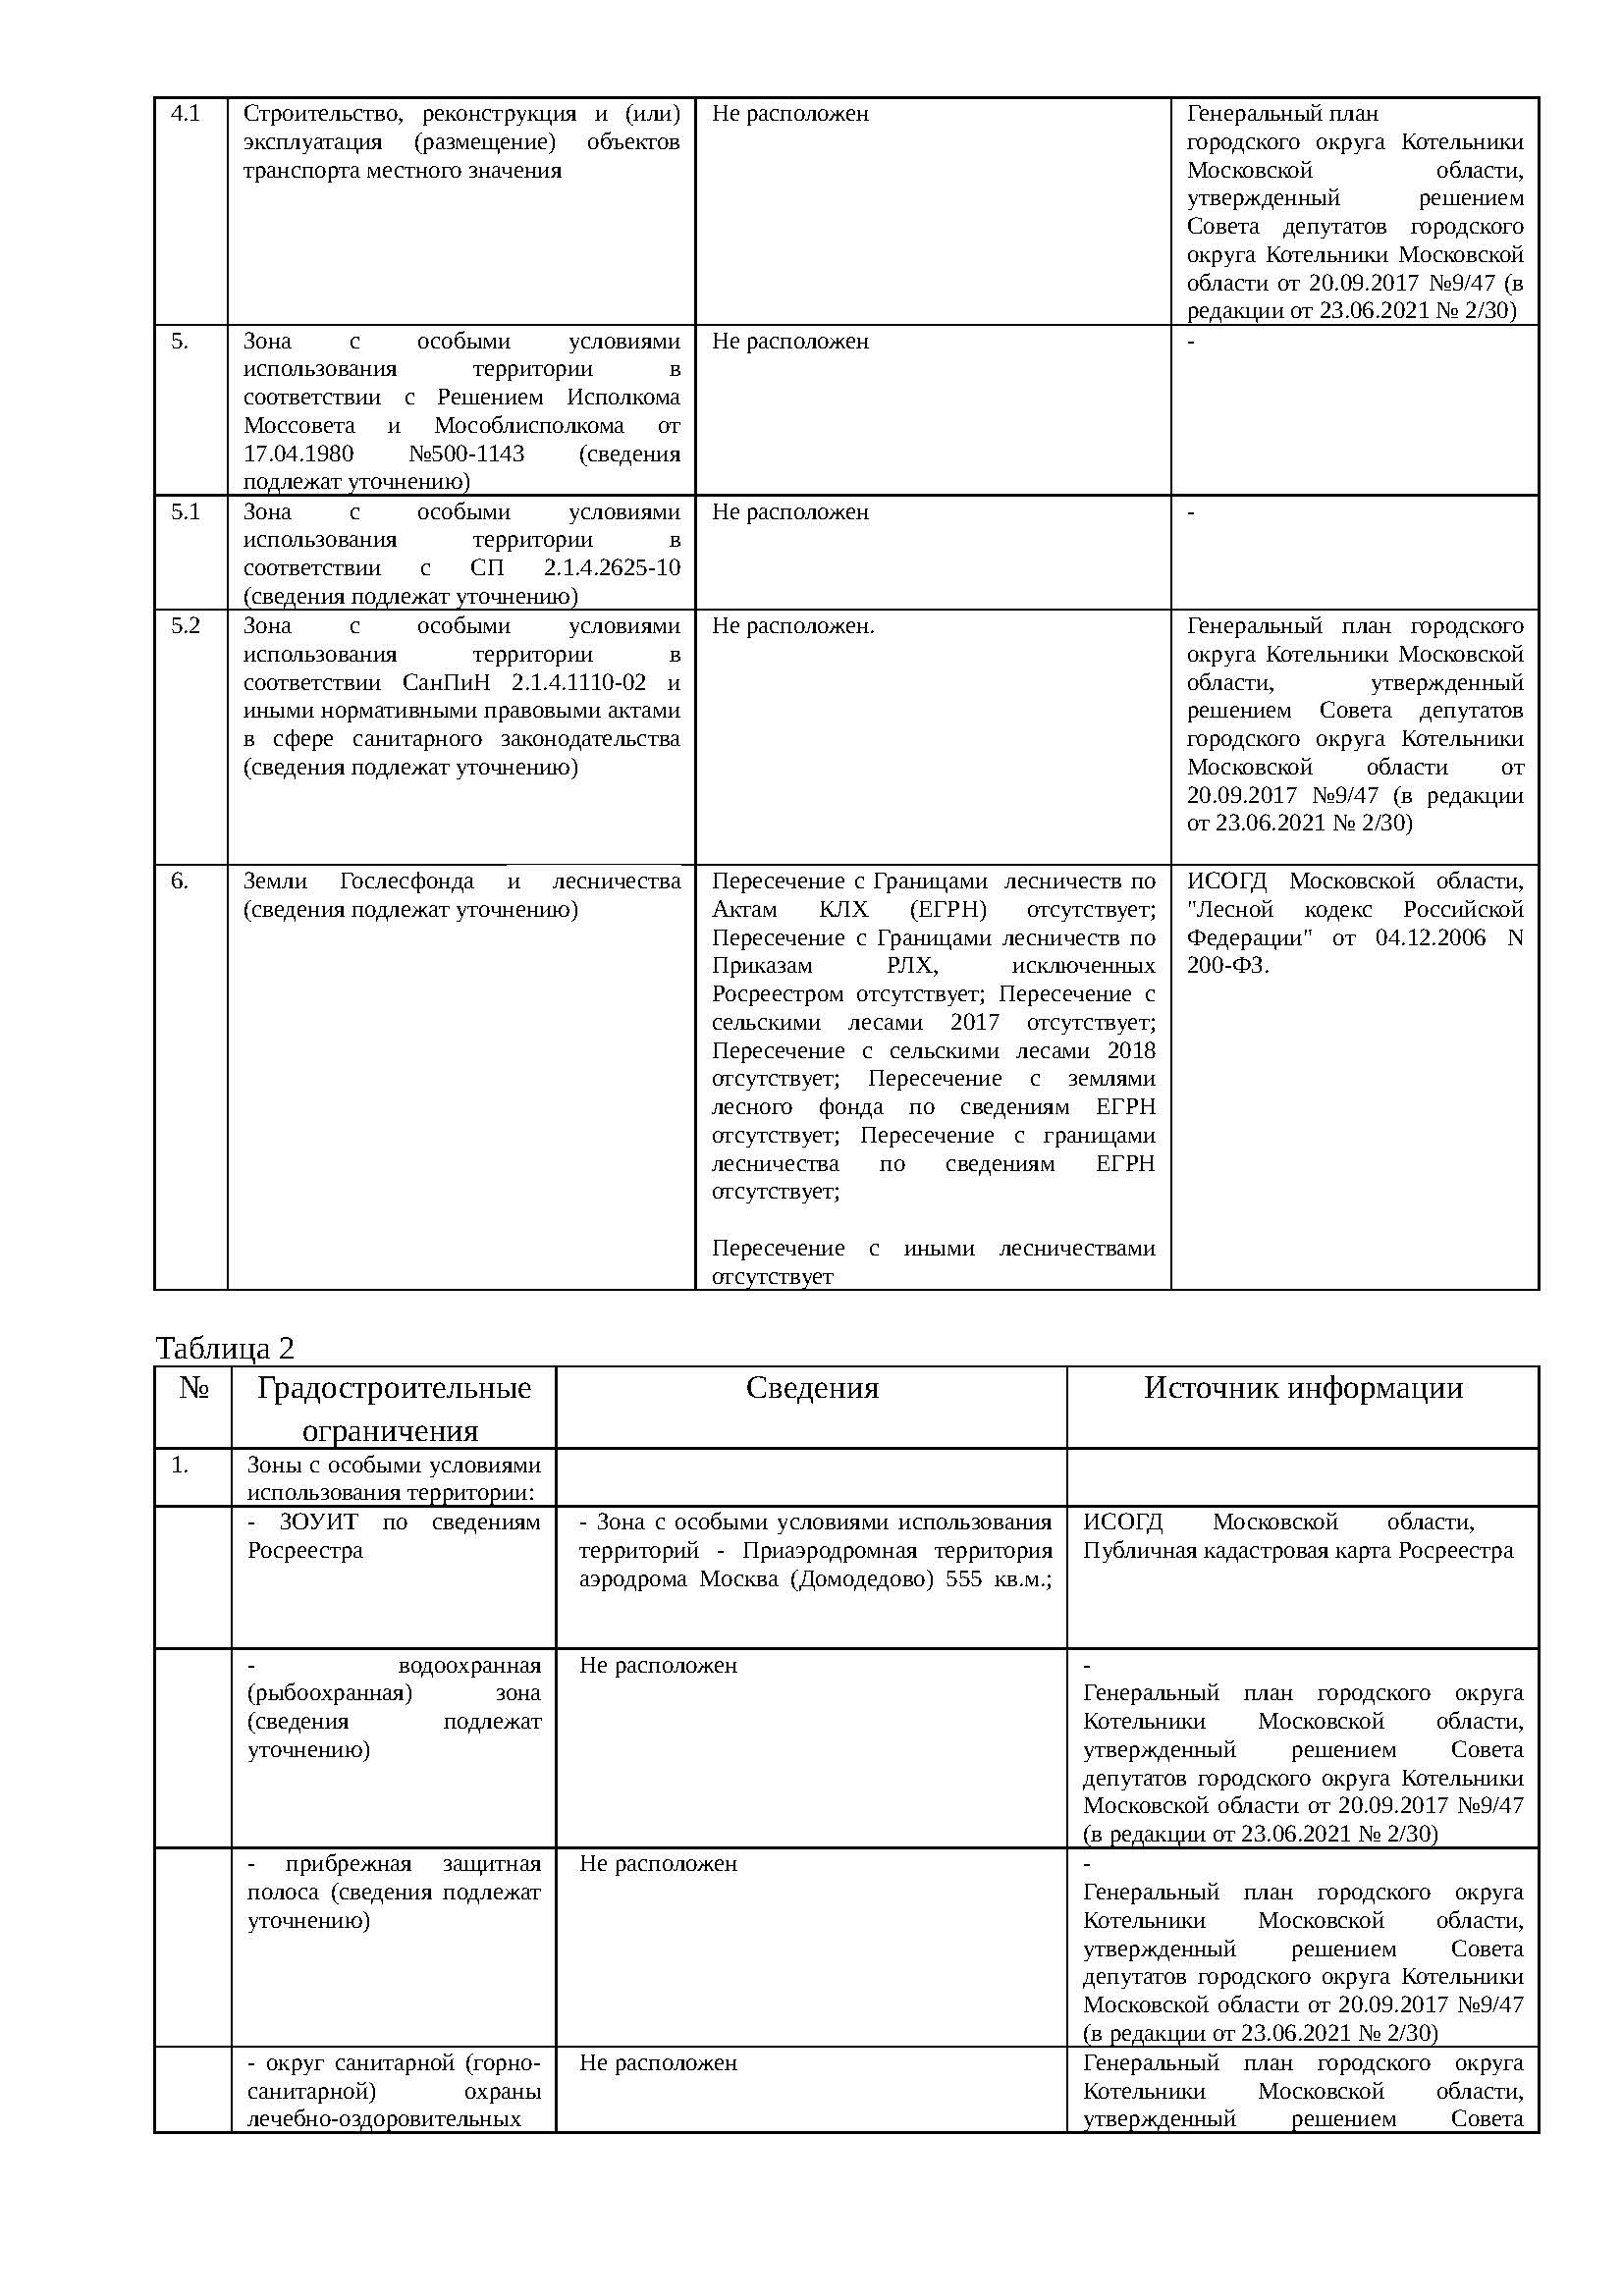 4.1
Строительство, реконструкция и (или)
эксплуатация (размещение) объектов
транспорта местного значения
Не расположен
Генеральный план
городского округа Котельники
Московской области,
утвержденный решением
Совета депутатов городского
округа Котельники Московской
области от 20.09.2017 №9/47 (в
редакции от 23.06.2021 № 2/30)
5.
Зона с особыми условиями
использования территории в
соответствии с Решением Исполкома
Моссовета и Мособлисполкома от
17.04.1980 №500-1143 (сведения
подлежат уточнению)
Не расположен
-
5.1
Зона с особыми условиями
использования территории в
соответствии с СП 2.1.4.2625-10
(сведения подлежат уточнению)
Не расположен
-
5.2
Зона с особыми условиями
использования территории в
соответствии СанПиН 2.1.4.1110-02 и
иными нормативными правовыми актами
в сфере санитарного законодательства
(сведения подлежат уточнению)
Не расположен.
Генеральный план городского
округа Котельники Московской
области, утвержденный
решением Совета депутатов
городского округа Котельники
Московской области от
20.09.2017 №9/47 (в редакции
от 23.06.2021 № 2/30)
6.
Земли Гослесфонда и лесничества
(сведения подлежат уточнению)
Пересечение с Границами лесничеств по
Актам КЛХ (ЕГРН) отсутствует;
Пересечение с Границами лесничеств по
Приказам РЛХ, исключенных
Росреестром отсутствует; Пересечение с
сельскими лесами 2017 отсутствует;
Пересечение с сельскими лесами 2018
отсутствует; Пересечение с землями
лесного фонда по сведениям ЕГРН
отсутствует; Пересечение с границами
лесничества по сведениям ЕГРН
отсутствует;
Пересечение с иными лесничествами
отсутствует
ИСОГД Московской области,
"Лесной кодекс Российской
Федерации" от 04.12.2006 N
200-ФЗ.
Таблица 2
№
Градостроительные
ограничения
Сведения
Источник информации
1.
Зоны с особыми условиями
использования территории:
- ЗОУИТ по сведениям
Росреестра
- Зона с особыми условиями использования
территорий - Приаэродромная территория
аэродрома Москва (Домодедово) 555 кв.м.;
ИСОГД Московской области,
Публичная кадастровая карта Росреестра
- водоохранная
(рыбоохранная) зона
(сведения подлежат
уточнению)
Не расположен
-
Генеральный план городского округа
Котельники Московской области,
утвержденный решением Совета
депутатов городского округа Котельники
Московской области от 20.09.2017 №9/47
(в редакции от 23.06.2021 № 2/30)
- прибрежная защитная
полоса (сведения подлежат
уточнению)
Не расположен
-
Генеральный план городского округа
Котельники Московской области,
утвержденный решением Совета
депутатов городского округа Котельники
Московской области от 20.09.2017 №9/47
(в редакции от 23.06.2021 № 2/30)
- округ санитарной (горно-
санитарной) охраны
лечебно-оздоровительных
Не расположен
Генеральный план городского округа
Котельники Московской области,
утвержденный решением Совета